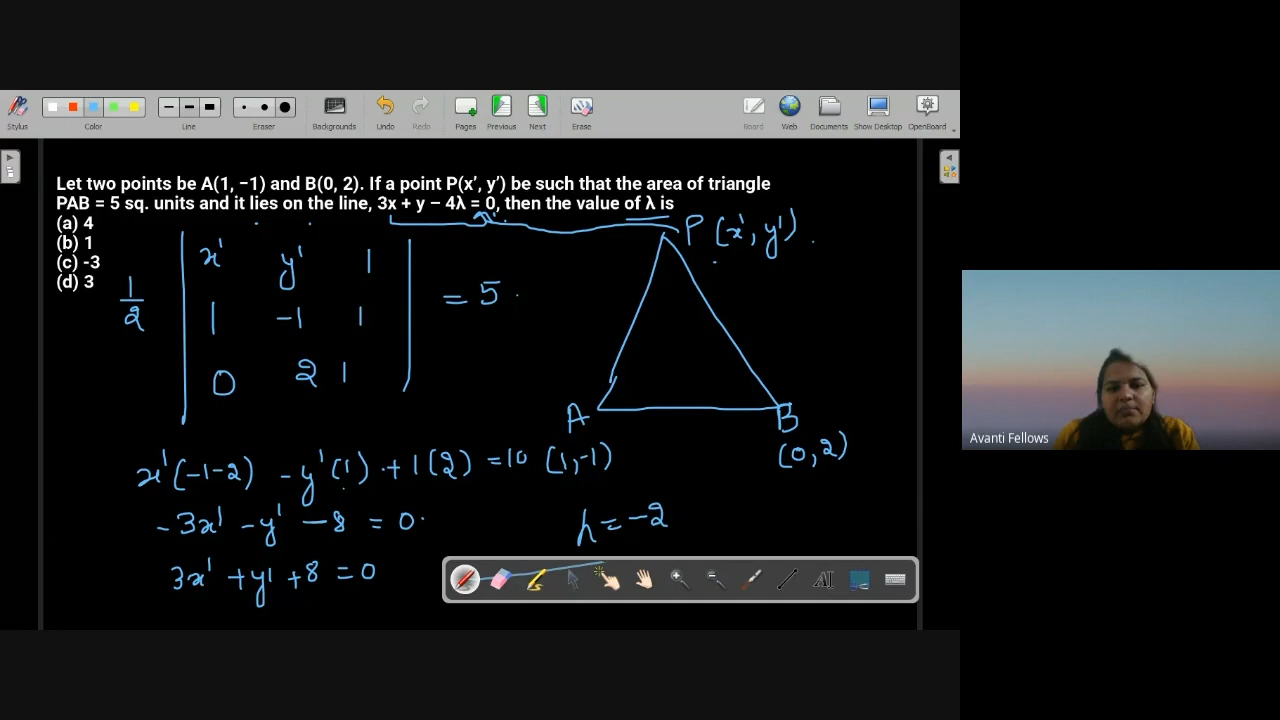 Stylus Color Line Eraser Backgrounds Undo Redo Pages Previous Next Erase Board Web Documents Show Desktop OpenBoard
Let two points be A(1, −1) and B(0, 2). If a point P(x’, y’) be such that the area of triangle
PAB = 5 sq. units and it lies on the line, 3x + y − 4λ = 0, then the value of λ is
(a) 4
(b) 1
(c) -3
(d) 3
P (x', y')
1/2 | x' y' 1
1 -1 1
0 2 1 | = 5
A B
(1,-1) (0,2)
x'(-1-2) - y'(1) + 1(2) = 10
-3x' - y' - 8 = 0
3x' + y' + 8 = 0
λ = -2
Avanti Fellows